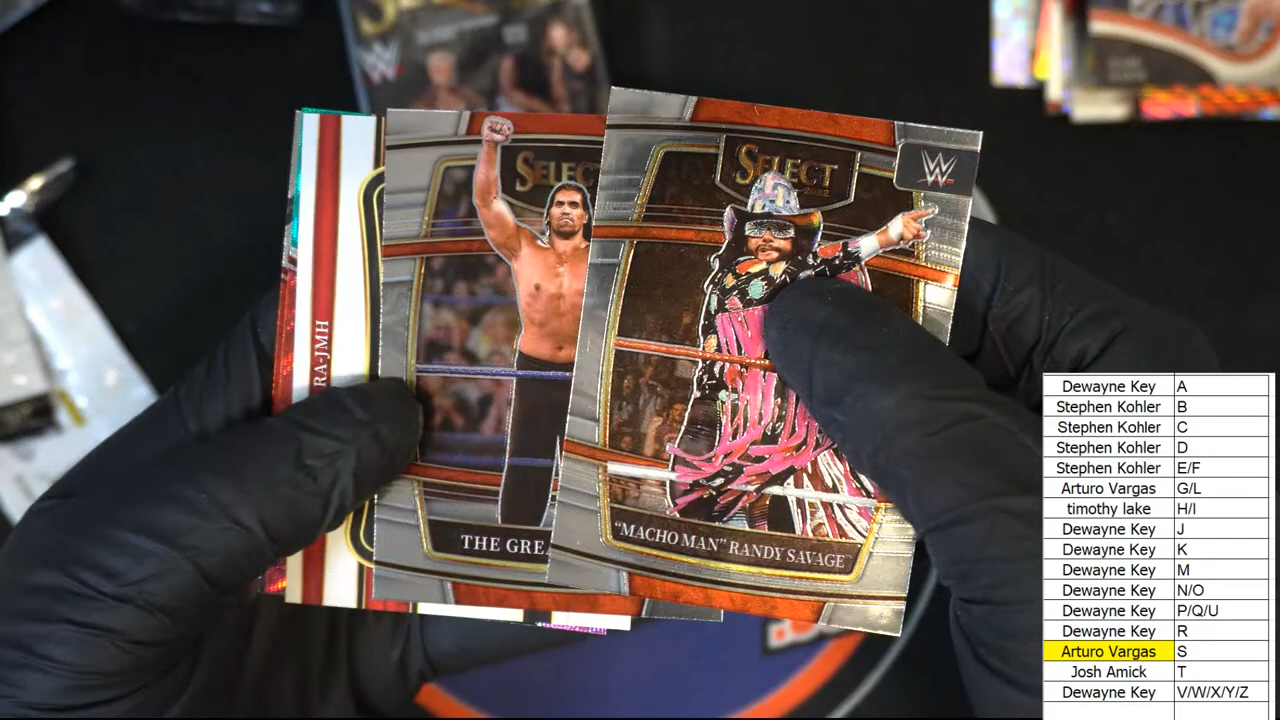 W
SELECT
2022
W
SELEC
RA-JMH
THE GRE
"MACHO MAN" RANDY SAVAGE
Dewayne Key A
Stephen Kohler B
Stephen Kohler C
Stephen Kohler D
Stephen Kohler E/F
Arturo Vargas G/L
timothy lake H/I
Dewayne Key J
Dewayne Key K
Dewayne Key M
Dewayne Key N/O
Dewayne Key P/Q/U
Dewayne Key R
Arturo Vargas S
Josh Amick T
Dewayne Key V/W/X/Y/Z